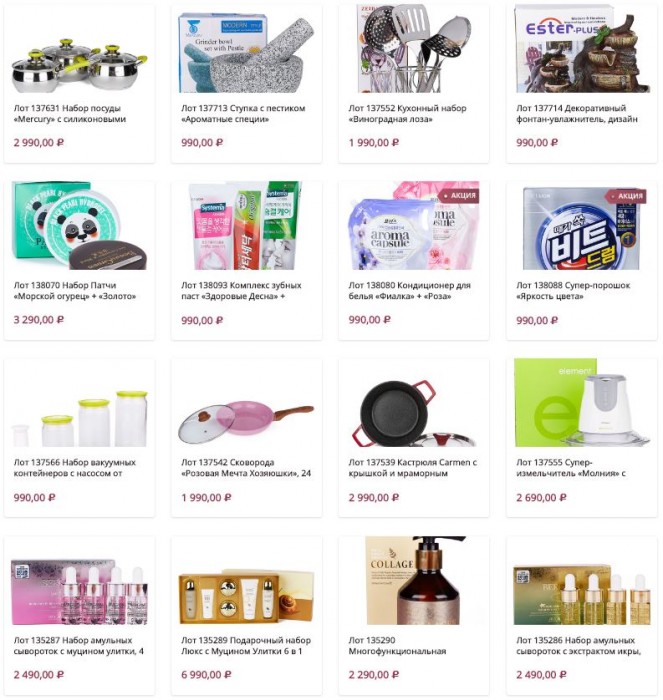 MODERN
Grinder bowl
set with Pestle
Ester-PLUS
Лот 137631 Набор посуды
«Mercury» с силиконовыми
2 990,00 ₽
Лот 137713 Ступка с пестиком
«Ароматные специи»
990,00 ₽
Лот 137552 Кухонный набор
«Виноградная лоза»
1 990,00 ₽
Лот 137714 Декоративный
фонтан-увлажнитель, дизайн
990,00 ₽
Systema
Systema
aroma
capsule
АКЦИЯ
비트
드럼
АКЦИЯ
Лот 138070 Набор Патчи
«Морской огурец» + «Золото»
3 290,00 ₽
Лот 138093 Комплекс зубных
паст «Здоровые Десна» +
990,00 ₽
Лот 138080 Кондиционер для
белья «Фиалка» + «Роза»
990,00 ₽
Лот 138088 Супер-порошок
«Яркость цвета»
990,00 ₽
element
Лот 137566 Набор вакуумных
контейнеров с насосом от
990,00 ₽
Лот 137542 Сковорода
«Розовая Мечта Хозяюшки», 24
1 990,00 ₽
Лот 137539 Кастрюля Carmen с
крышкой и мраморным
2 990,00 ₽
Лот 137555 Супер-
измельчитель «Молния» с
2 690,00 ₽
COLLAGE
Лот 135287 Набор ампульных
сывороток с муцином улитки, 4
2 490,00 ₽
Лот 135289 Подарочный набор
Люкс с Муцином Улитки 6 в 1
6 990,00 ₽
Лот 135290
Многофункциональная
2 290,00 ₽
Лот 135286 Набор ампульных
сывороток с экстрактом икры,
2 490,00 ₽